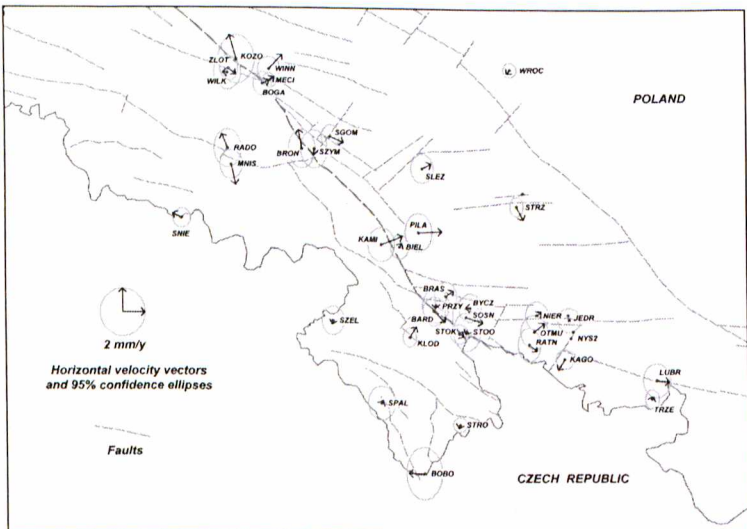 ZLOT KOZO
WINN
WROC
WILK
MECI
BOGA
POLAND
SGOM
RADO
BRON
SZYM
MNIS
SLEZ
STRZ
SNIE
PILA
KAMI
BIEL
BRAS
PRZY
BYCZ
BARD
SOSN
NIER
JEDR
SZEL
STOK
STOO
OTMU
2 mm/y
KLOD
RATN
NYS2
Horizontal velocity vectors
and 95% confidence ellipses
KAGO
LUBR
SPAL
TRZE
STRO
Faults
BOBO
CZECH REPUBLIC